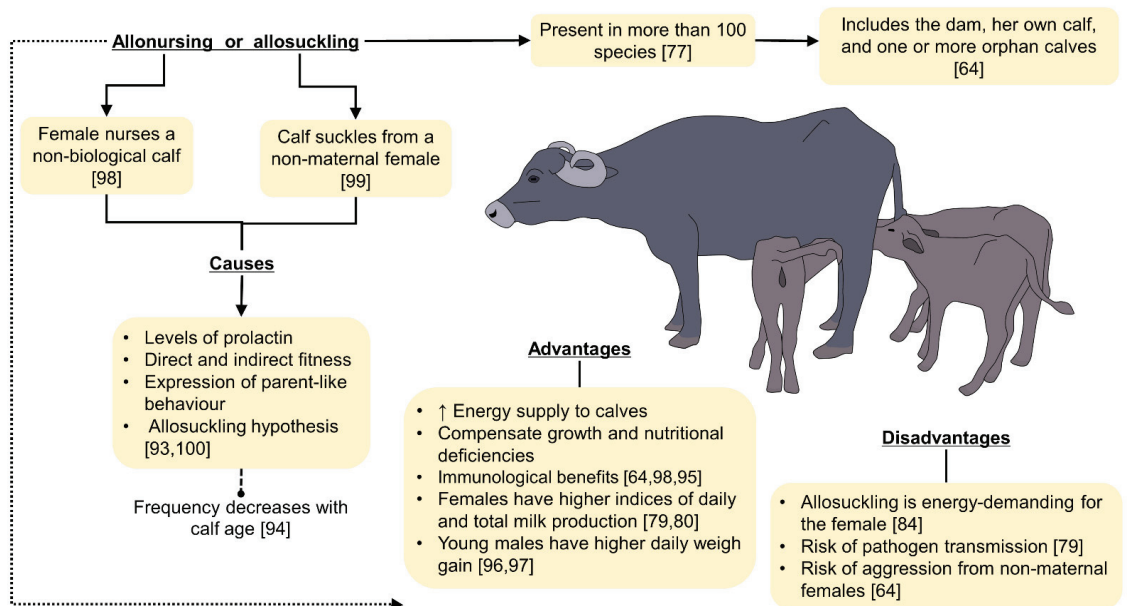 Allonursing or allosuckling
Present in more than 100
species [77]
Includes the dam, her own calf,
and one or more orphan calves
[64]
Female nurses a
non-biological calf
[98]
Calf suckles from a
non-maternal female
[99]
Causes
• Levels of prolactin
• Direct and indirect fitness
• Expression of parent-like
behaviour
• Allosuckling hypothesis
[93,100]
Frequency decreases with
calf age [94]
Advantages
• ↑ Energy supply to calves
• Compensate growth and nutritional
deficiencies
• Immunological benefits [64,98,95]
• Females have higher indices of daily
and total milk production [79,80]
• Young males have higher daily weigh
gain [96,97]
Disadvantages
• Allosuckling is energy-demanding for
the female [84]
• Risk of pathogen transmission [79]
• Risk of aggression from non-maternal
females [64]